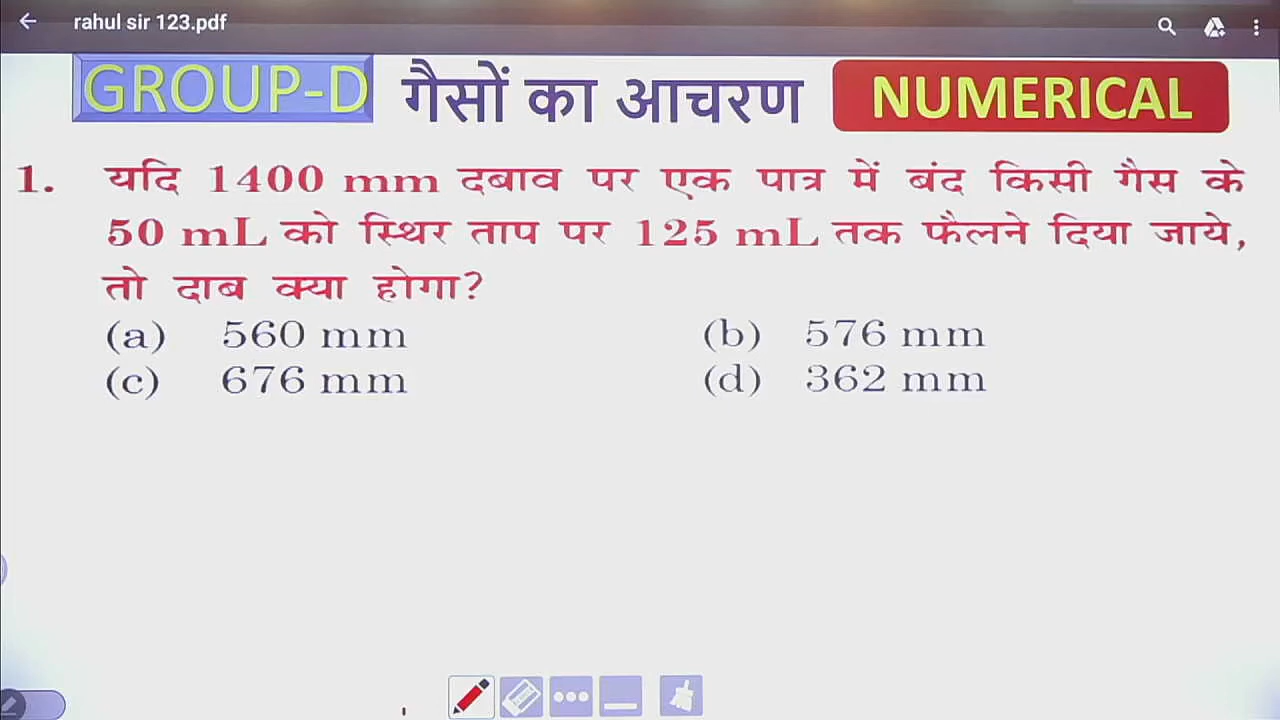 rahul sir 123.pdf
GROUP-D गैसों का आचरण NUMERICAL
1. यदि 1400 mm दबाव पर एक पात्र में बंद किसी गैस के
50 mL को स्थिर ताप पर 125 mL तक फैलने दिया जाये,
तो दाब क्या होगा?
(a) 560 mm (b) 576 mm
(c) 676 mm (d) 362 mm